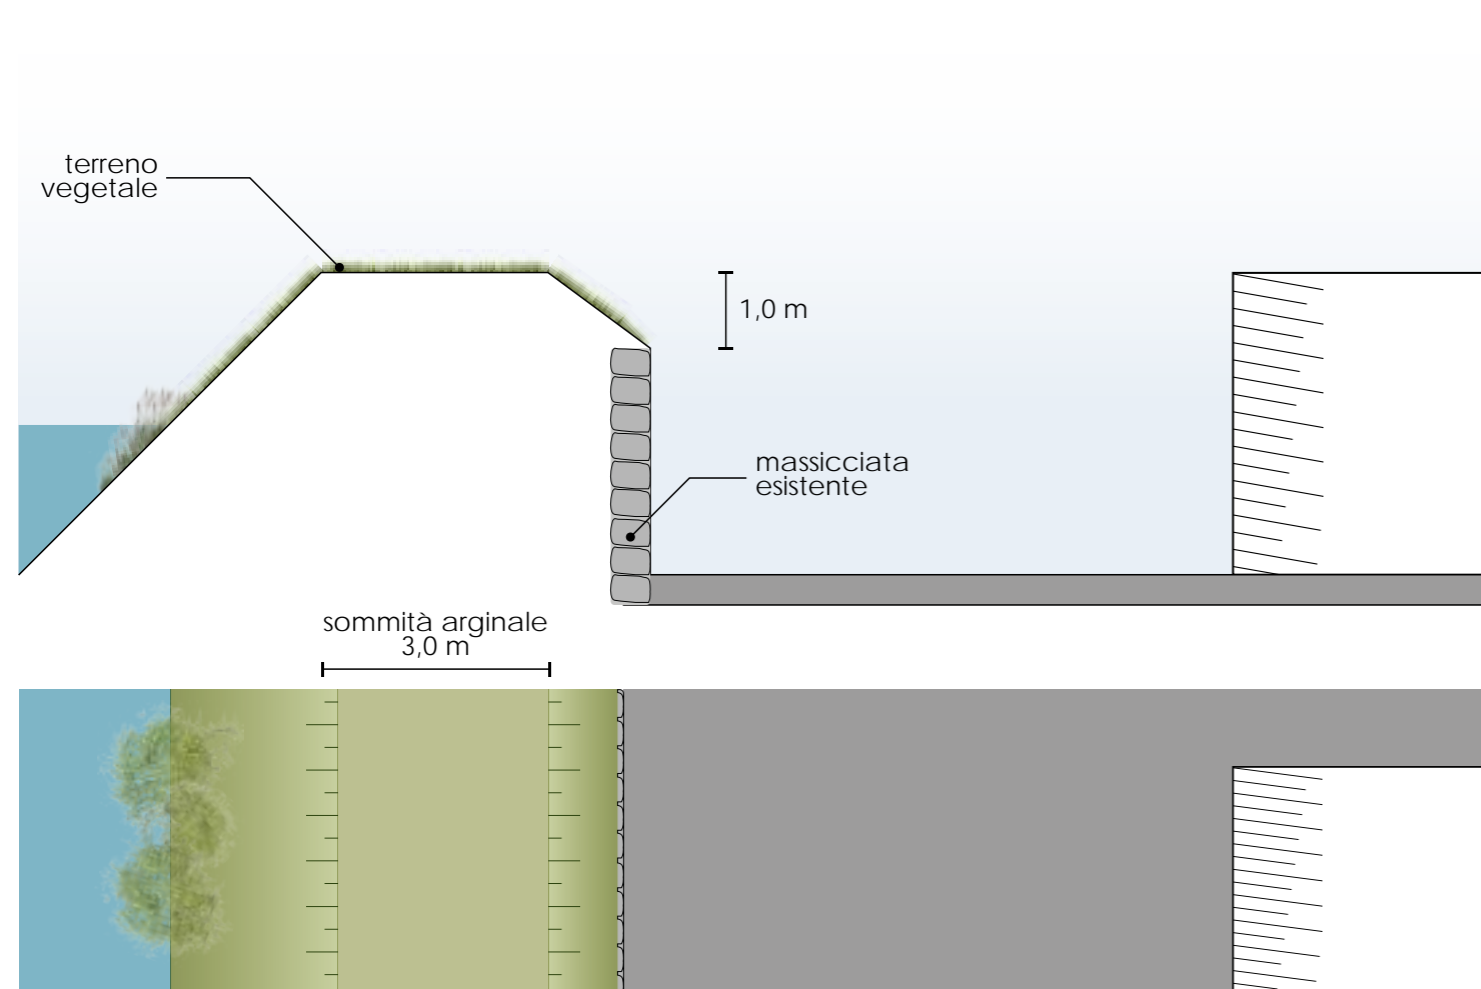 terreno
vegetale
1,0 m
massicciata
esistente
sommità arginale
3,0 m